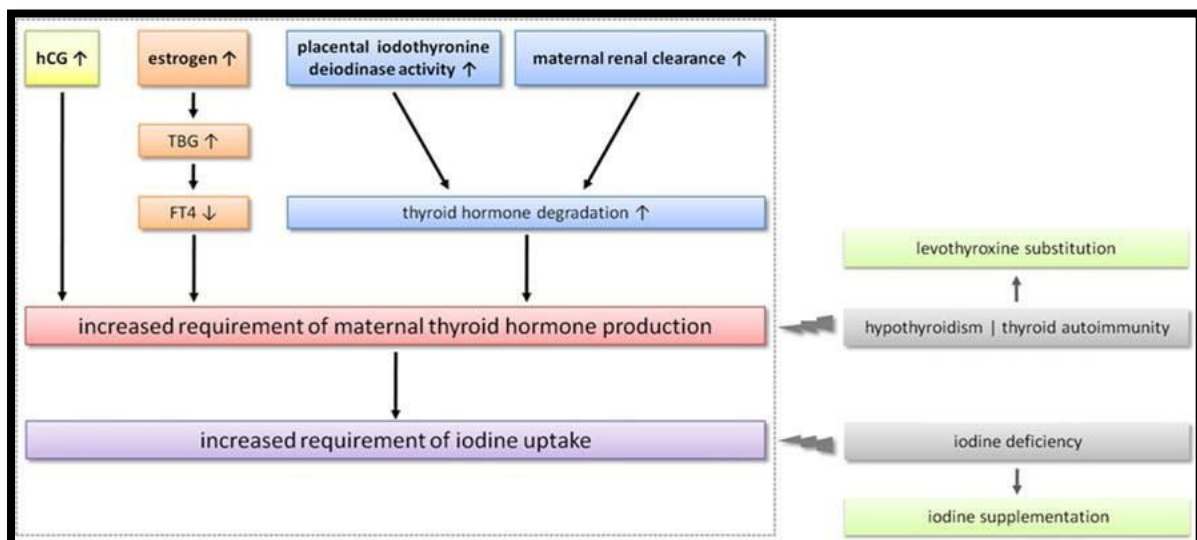 hCG ↑
estrogen ↑
placental iodothyronine
deiodinase activity ↑
maternal renal clearance ↑
TBG ↑
FT4 ↓
thyroid hormone degradation ↑
levothyroxine substitution
increased requirement of maternal thyroid hormone production
hypothyroidism | thyroid autoimmunity
increased requirement of iodine uptake
iodine deficiency
iodine supplementation